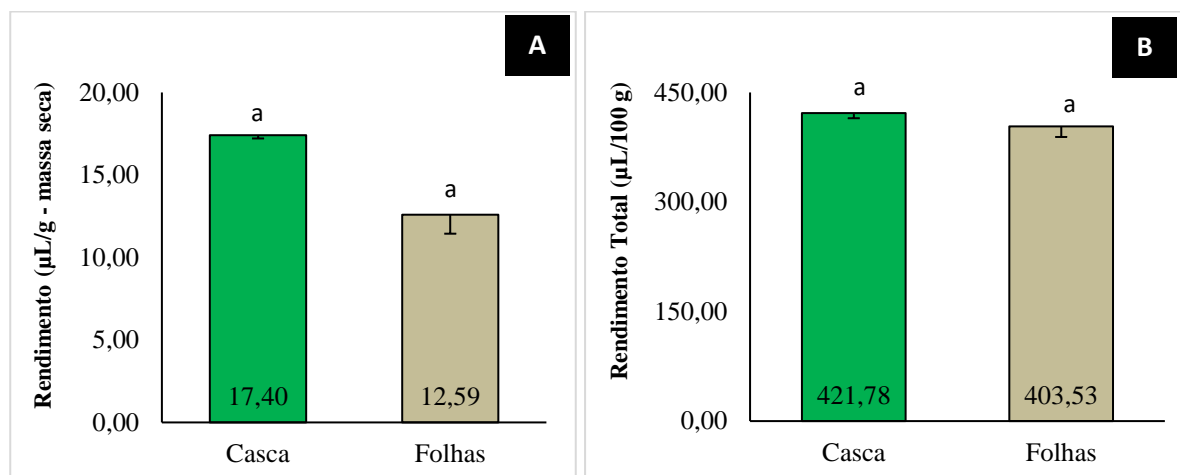 A
Rendimento (µL/g - massa seca)
20,00
15,00
10,00
5,00
0,00
a
a
17,40
12,59
Casca
Folhas
B
Rendimento Total (µL/100 g)
450,00
300,00
150,00
0,00
a
a
421,78
403,53
Casca
Folhas